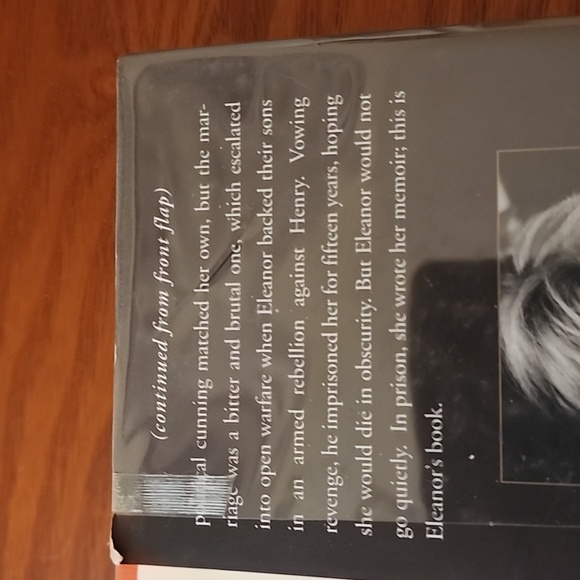 (continued from front flap)
cunning matched her own, but the mar-
riage was a bitter and brutal one, which escalated
into open warfare when Eleanor backed their sons
in an armed rebellion against Henry. Vowing
revenge, he imprisoned her for fifteen years, hoping
she would die in obscurity. But Eleanor would not
go quietly. In prison, she wrote her memoir; this is
Eleanor's book.